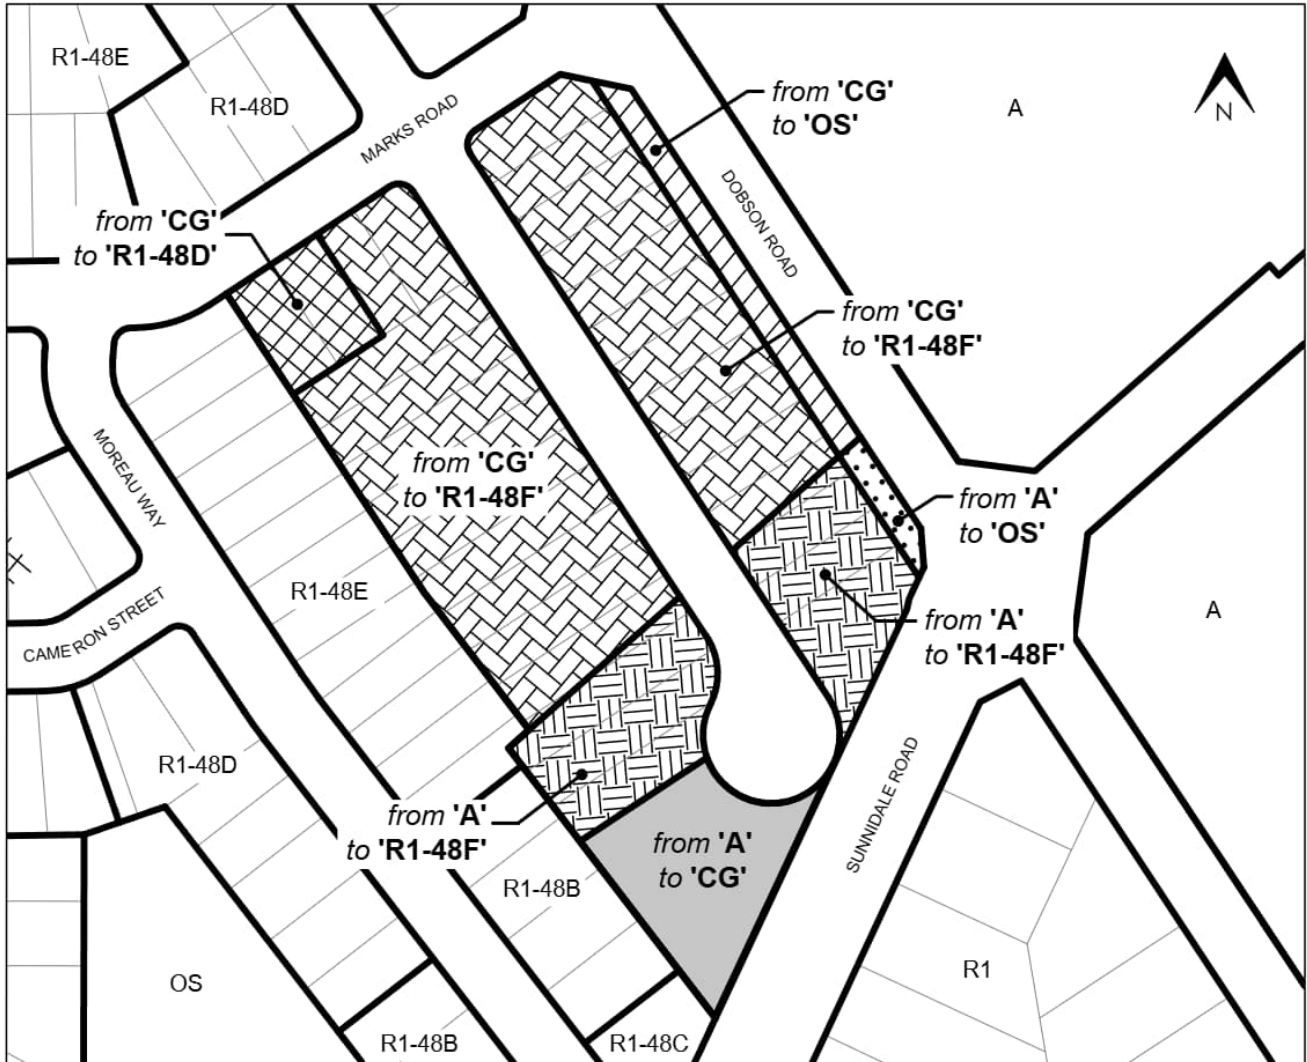 R1-48E
R1-48D
MARKS ROAD
from 'CG'
to 'OS'
A
N
DOBSON ROAD
from 'CG'
to 'R1-48D'
from 'CG'
to 'R1-48F'
from 'CG'
to 'R1-48F'
MOREAU WAY
from 'A'
to 'OS'
R1-48E
CAMERON STREET
from 'A'
to 'R1-48F'
A
R1-48D
SUNNIDALE ROAD
from 'A'
to 'R1-48F'
from 'A'
to 'CG'
R1-48B
OS
R1
R1-48B
R1-48C